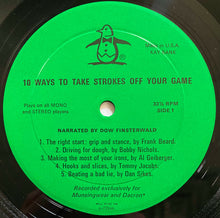 Made in U.S.A.
KAY BANK
10 WAYS TO TAKE STROKES OFF YOUR GAME
Plays on all MONO
and STEREO players.
33⅓ RPM
SIDE 1
NARRATED BY DOW FINSTERWALD
1. The right start: grip and stance, by Frank Beard.
2. Driving for dough, by Bobby Nichols.
3. Making the most of your irons, by Al Geiberger.
4. Hooks and slices, by Tommy Jacobs.
5. Beating a bad lie, by Dan Sikes.
Recorded exclusively for
Munsingwear and Dacron®